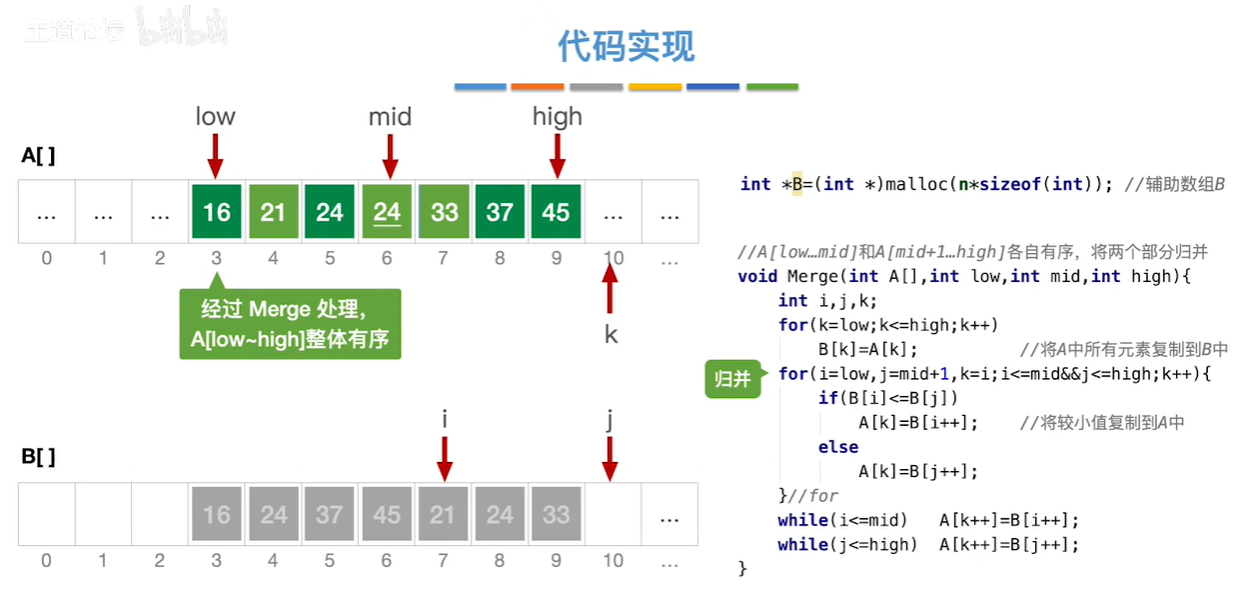 王道论坛 bilibili
代码实现
low mid high
A[ ]
... ... ... 16 21 24 24 33 37 45 ... ...
0 1 2 3 4 5 6 7 8 9 10 ...
经过 Merge 处理，
A[low~high]整体有序
k
i j
B[ ]
16 24 37 45 21 24 33 ...
0 1 2 3 4 5 6 7 8 9 10 ...
int *B=(int *)malloc(n*sizeof(int)); //辅助数组B
//A[low…mid]和A[mid+1…high]各自有序，将两个部分归并
void Merge(int A[],int low,int mid,int high){
int i,j,k;
for(k=low;k<=high;k++)
B[k]=A[k]; //将A中所有元素复制到B中
归并 for(i=low,j=mid+1,k=i;i<=mid&&j<=high;k++){
if(B[i]<=B[j])
A[k]=B[i++]; //将较小值复制到A中
else
A[k]=B[j++];
}//for
while(i<=mid) A[k++]=B[i++];
while(j<=high) A[k++]=B[j++];
}